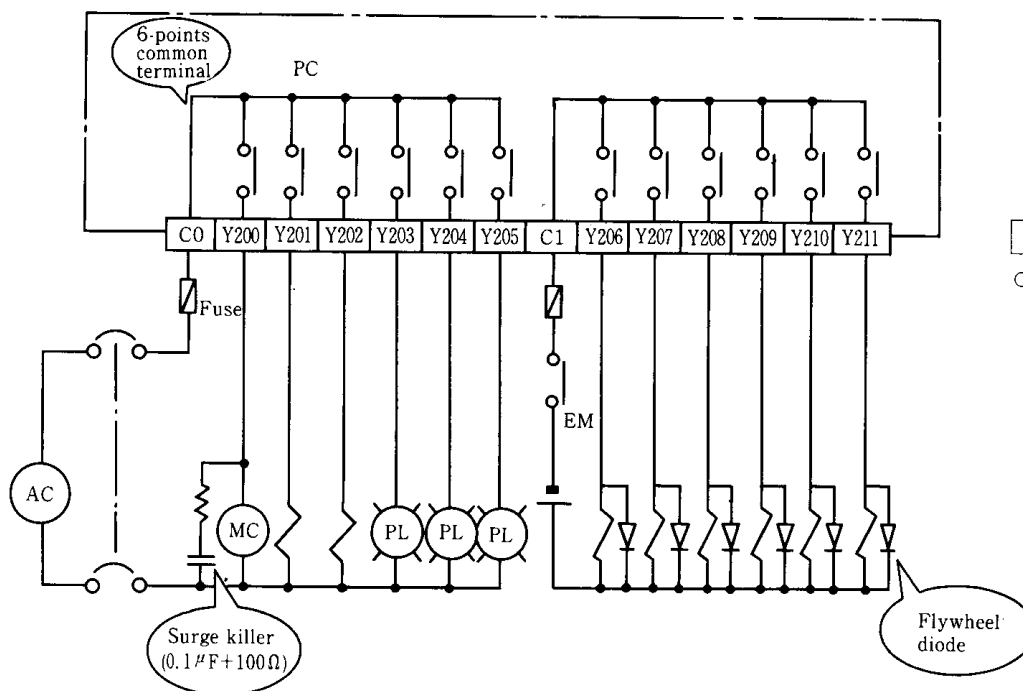 6-points
common
terminal
PC
C0 Y200 Y201 Y202 Y203 Y204 Y205 C1 Y206 Y207 Y208 Y209 Y210 Y211
Fuse
EM
AC
MC
PL
PL
PL
Surge killer
(0.1μF+100Ω)
Flywheel
diode